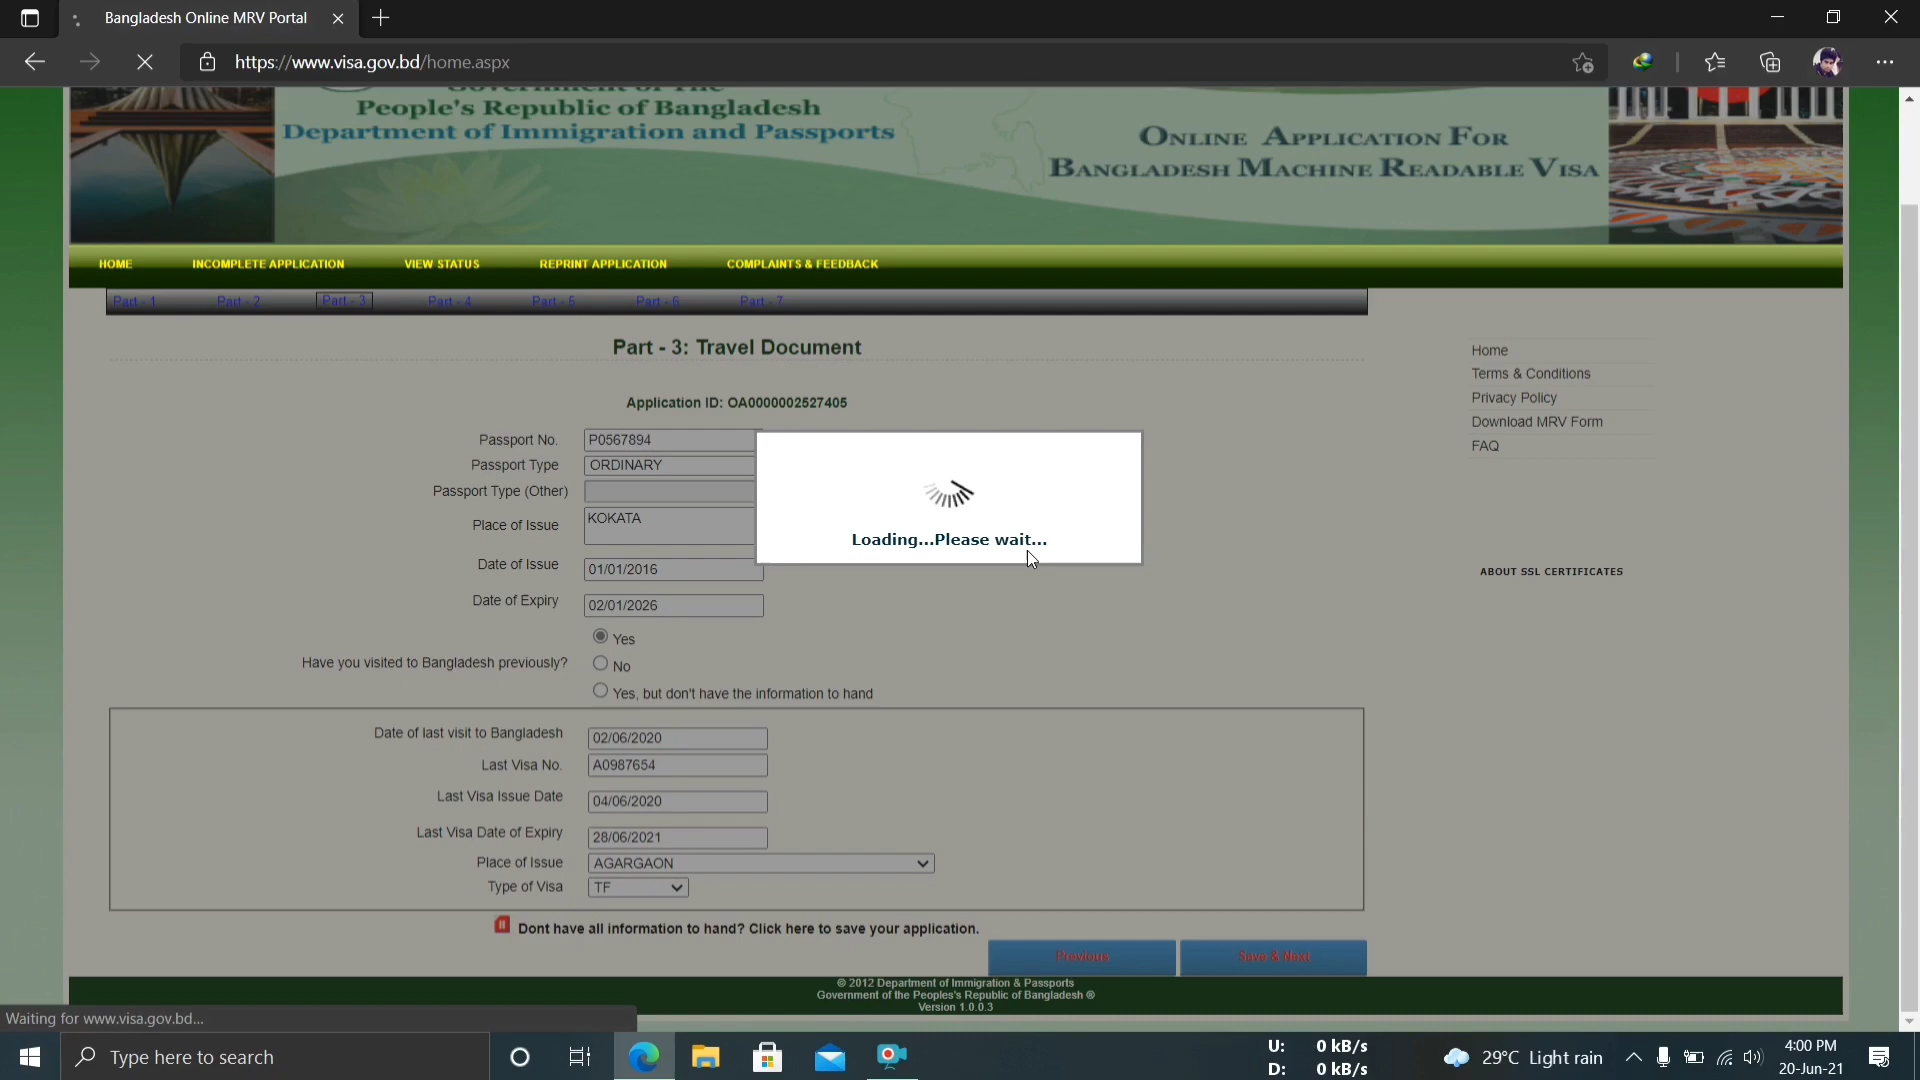 Bangladesh Online MRV Portal
https://www.visa.gov.bd/home.aspx
People's Republic of Bangladesh
Department of Immigration and Passports
Online Application For
Bangladesh Machine Readable Visa
HOME
INCOMPLETE APPLICATION
VIEW STATUS
REPRINT APPLICATION
COMPLAINTS & FEEDBACK
Part - 1
Part - 2
Part - 3
Part - 4
Part - 5
Part - 6
Part - 7
Part - 3: Travel Document
Application ID: OA0000002527405
Passport No. P0567894
Passport Type ORDINARY
Passport Type (Other)
Place of Issue KOKATA
Date of Issue 01/01/2016
Date of Expiry 02/01/2026
Yes
Have you visited to Bangladesh previously? No
Yes, but don't have the information to hand
Loading...Please wait...
Date of last visit to Bangladesh 02/06/2020
Last Visa No. A0987654
Last Visa Issue Date 04/06/2020
Last Visa Date of Expiry 28/06/2021
Place of Issue AGARGAON
Type of Visa TF
Dont have all information to hand? Click here to save your application.
Previous
Save & Next
Home
Terms & Conditions
Privacy Policy
Download MRV Form
FAQ
ABOUT SSL CERTIFICATES
© 2012 Department of Immigration & Passports
Government of the Peoples's Republic of Bangladesh ®
Version 1.0.0.3
Waiting for www.visa.gov.bd...
Type here to search
U: 0 kB/s
D: 0 kB/s
29°C Light rain
4:00 PM
20-Jun-21